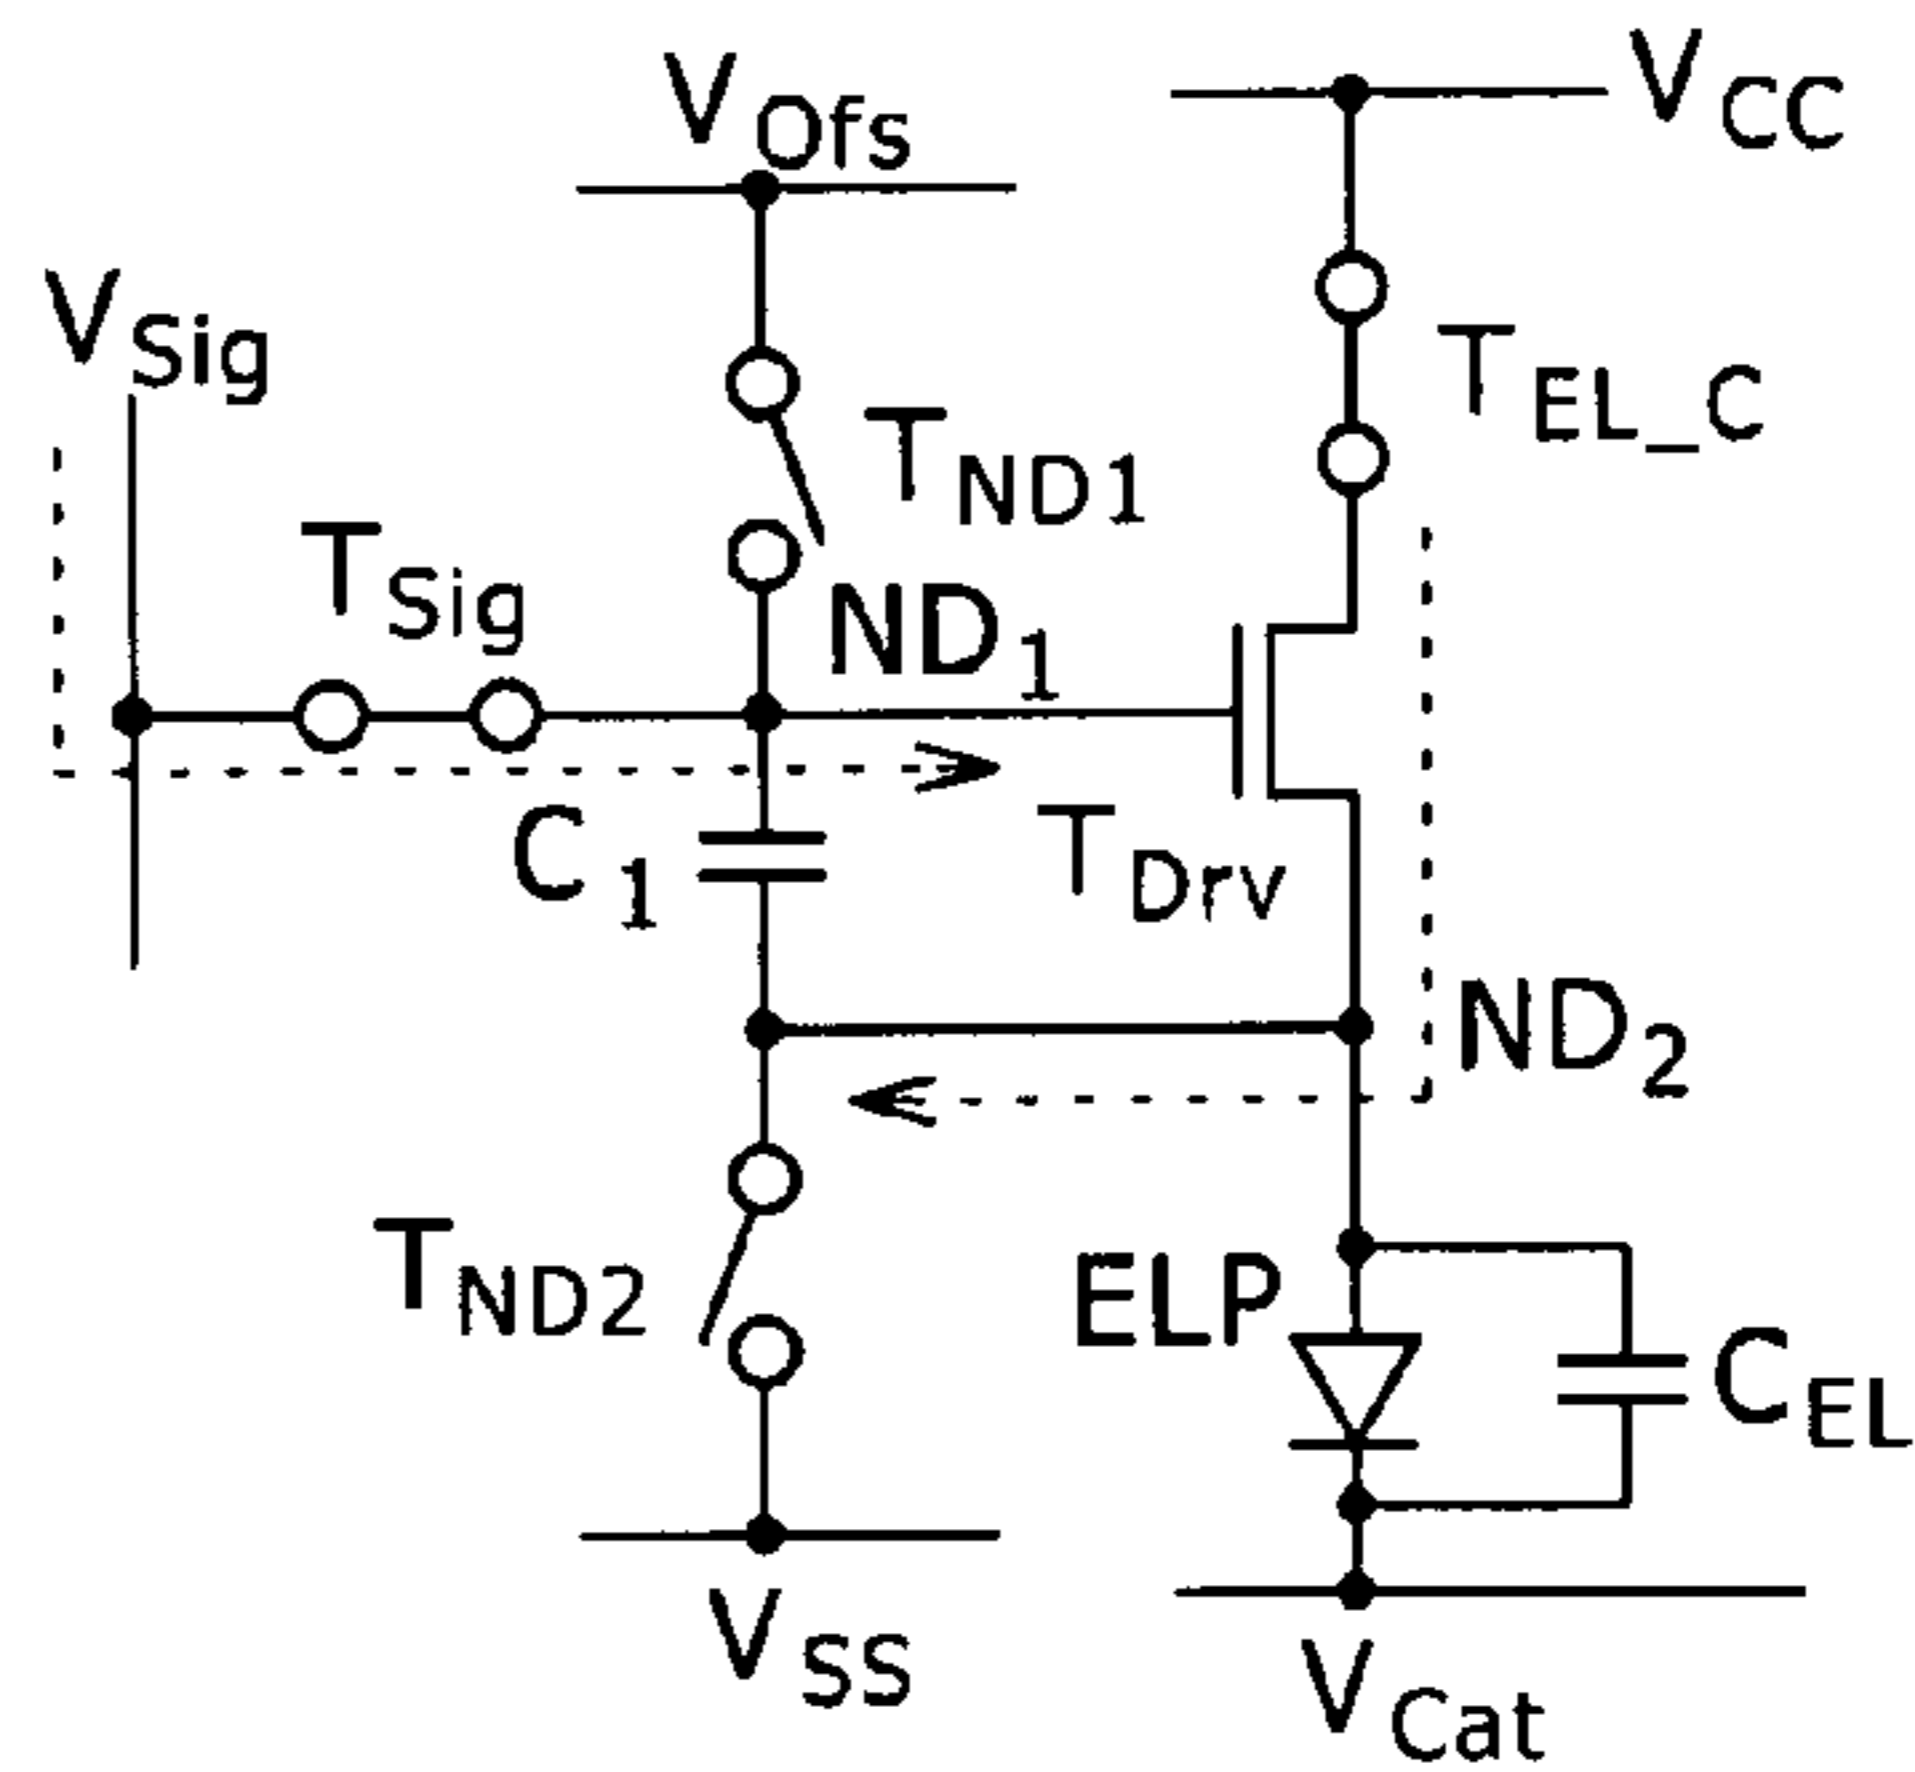 V_Ofs
V_CC
V_Sig
T_EL_C
T_ND1
T_Sig
ND_1
C_1
T_Drv
ND_2
T_ND2
ELP
C_EL
V_SS
V_Cat